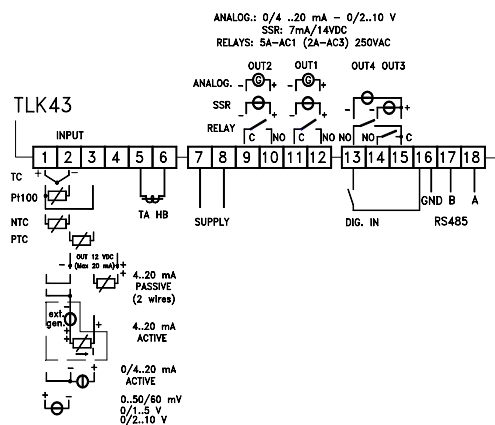 ANALOG.: 0/4 ..20 mA - 0/2..10 V
SSR: 7mA/14VDC
RELAYS: 5A-AC1 (2A-AC3) 250VAC
OUT2 OUT1 OUT4 OUT3
ANALOG. - G + - G +
SSR - + - +
- +
RELAY
C NO C NO NO NO C
TLK43
INPUT
1 2 3 4 5 6 7 8 9 10 11 12 13 14 15 16 17 18
TC + -
Pt100
NTC
PTC
TA HB
SUPPLY
DIG. IN
GND B A
RS485
OUT 12 VDC
(Max 20 mA)
- + +
4..20 mA
PASSIVE
(2 wires)
ext.
gen.
- + + +
4..20 mA
ACTIVE
I
- +
0/4..20 mA
ACTIVE
+ -
0..50/60 mV
0/1..5 V
0/2..10 V